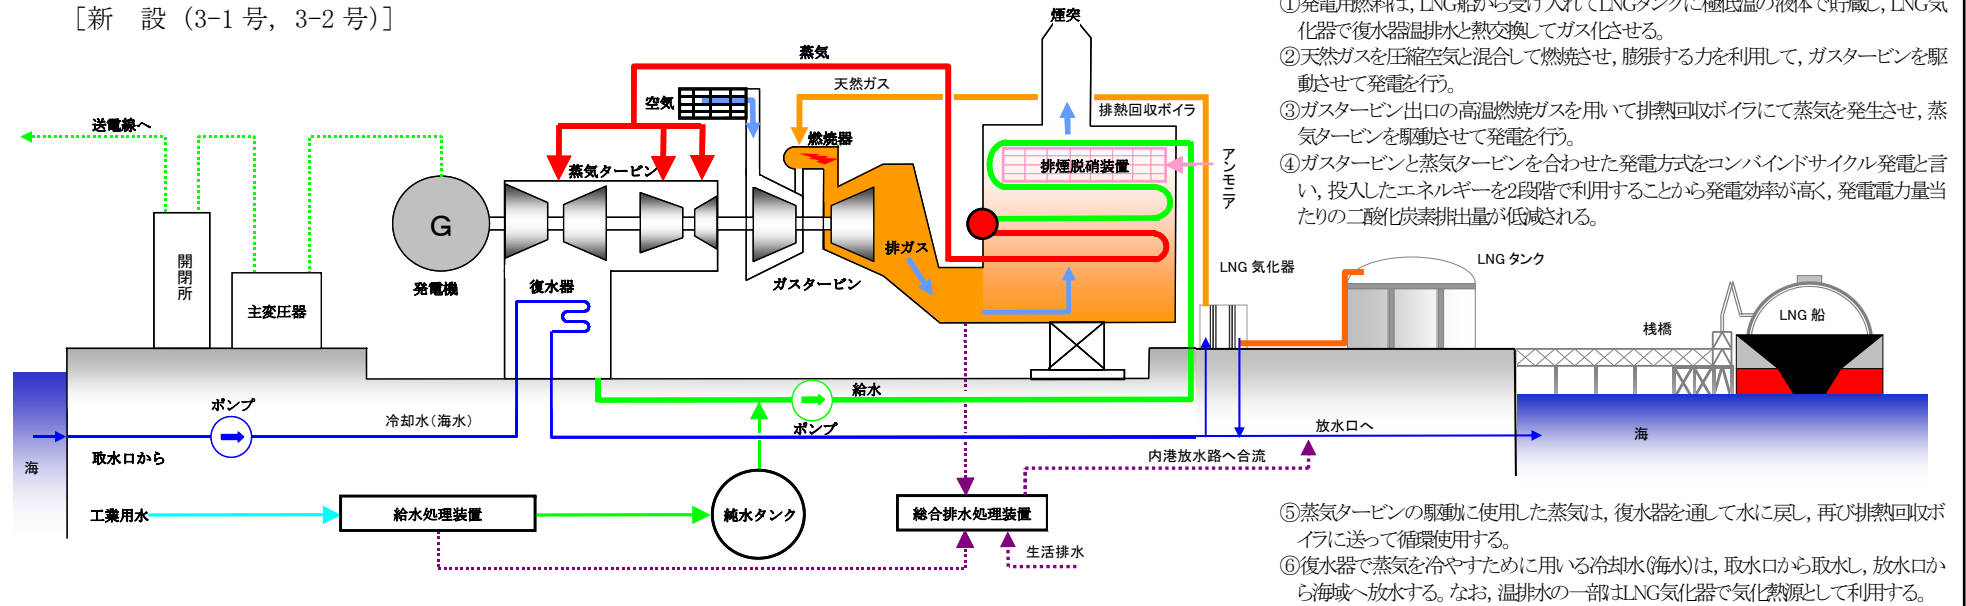 ［新　設（3-1 号，3-2 号）］
①発電用燃料は，LNG船から受け入れてLNGタンクに極低温の液体で貯蔵し，LNG気
化器で復水器温排水と熱交換してガス化させる。
②天然ガスを圧縮空気と混合して燃焼させ，膨張する力を利用して，ガスタービンを駆
動させて発電を行う。
③ガスタービン出口の高温燃焼ガスを用いて排熱回収ボイラにて蒸気を発生させ，蒸
気タービンを駆動させて発電を行う。
④ガスタービンと蒸気タービンを合わせた発電方式をコンバインドサイクル発電と言
い，投入したエネルギーを2段階で利用することから発電効率が高く，発電電力量当
たりの二酸化炭素排出量が低減される。
煙突
蒸気
天然ガス
空気
排熱回収ボイラ
送電線へ
燃焼器
アンモニア
排煙脱硝装置
蒸気タービン
G
排ガス
開閉所
発電機
復水器
ガスタービン
LNG 気化器
LNG タンク
主変圧器
LNG 船
桟橋
給水
ポンプ
冷却水（海水）
ポンプ
放水口へ
海
取水口から
海
内港放水路へ合流
工業用水
給水処理装置
純水タンク
総合排水処理装置
生活排水
⑤蒸気タービンの駆動に使用した蒸気は，復水器を通して水に戻し，再び排熱回収ボ
イラに送って循環使用する。
⑥復水器で蒸気を冷やすために用いる冷却水(海水)は，取水口から取水し，放水口か
ら海域へ放水する。なお，温排水の一部はLNG気化器で気化熱源として利用する。